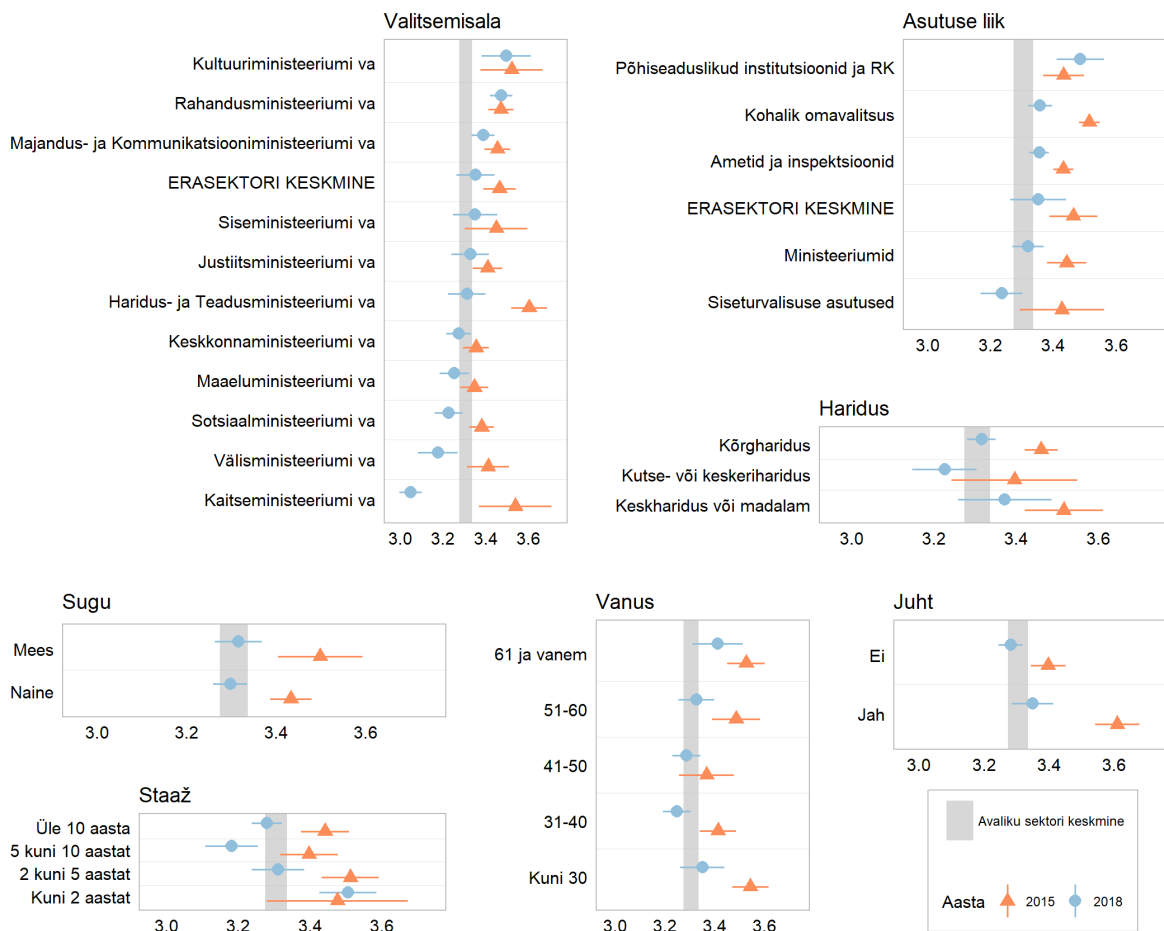 Valitsemisala
Kultuuriministeeriumi va
Rahandusministeeriumi va
Majandus- ja Kommunikatsiooniministeeriumi va
ERASEKTORI KESKMINE
Siseministeeriumi va
Justiitsministeeriumi va
Haridus- ja Teadusministeeriumi va
Keskkonnaministeeriumi va
Maaeluministeeriumi va
Sotsiaalministeeriumi va
Välisministeeriumi va
Kaitseministeeriumi va
3.0 3.2 3.4 3.6
Asutuse liik
Põhiseaduslikud institutsioonid ja RK
Kohalik omavalitsus
Ametid ja inspektsioonid
ERASEKTORI KESKMINE
Ministeeriumid
Siseturvalisuse asutused
3.0 3.2 3.4 3.6
Haridus
Kõrgharidus
Kutse- või keskeriharidus
Keskharidus või madalam
3.0 3.2 3.4 3.6
Sugu
Mees
Naine
3.0 3.2 3.4 3.6
Staaž
Üle 10 aasta
5 kuni 10 aastat
2 kuni 5 aastat
Kuni 2 aastat
3.0 3.2 3.4 3.6
Vanus
61 ja vanem
51-60
41-50
31-40
Kuni 30
3.0 3.2 3.4 3.6
Juht
Ei
Jah
3.0 3.2 3.4 3.6
Avaliku sektori keskmine
Aasta 2015 2018